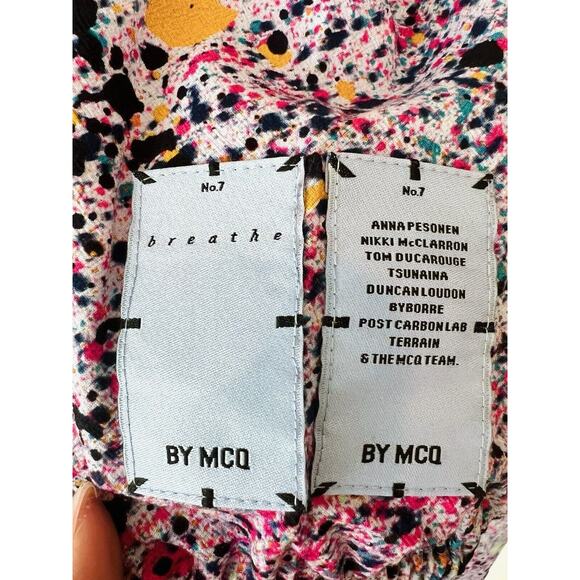 No.7
breathe
BY MCQ
No.7
ANNA PESONEN
NIKKI McCLARRON
TOM DUCAROUGE
TSUNAINA
DUNCAN LOUDON
BYBORRE
POST CARBON LAB
TERRAIN
& THE MCQ TEAM.
BY MCQ